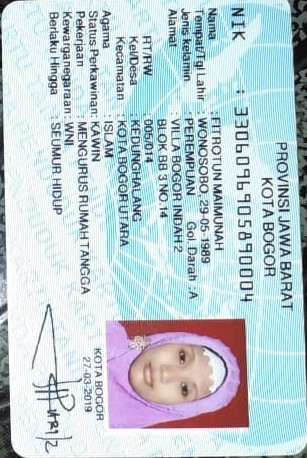 PROVINSI JAWA BARAT
KOTA BOGOR
NIK : 3306096905890004
Nama : FITROTUN MAIMUNAH
Tempat/Tgl Lahir : WONOSOBO, 29-05-1989
Jenis kelamin : PEREMPUAN Gol. Darah : A
Alamat : VILLA BOGOR INDAH 2
BLOK BB 3 NO.14
RT/RW : 005/014
Kel/Desa : KEDUNGHALANG
Kecamatan : KOTA BOGOR UTARA
Agama : ISLAM
Status Perkawinan: KAWIN
Pekerjaan : MENGURUS RUMAH TANGGA
Kewarganegaraan: WNI
Berlaku Hingga : SEUMUR HIDUP
KOTA BOGOR
27-03-2019